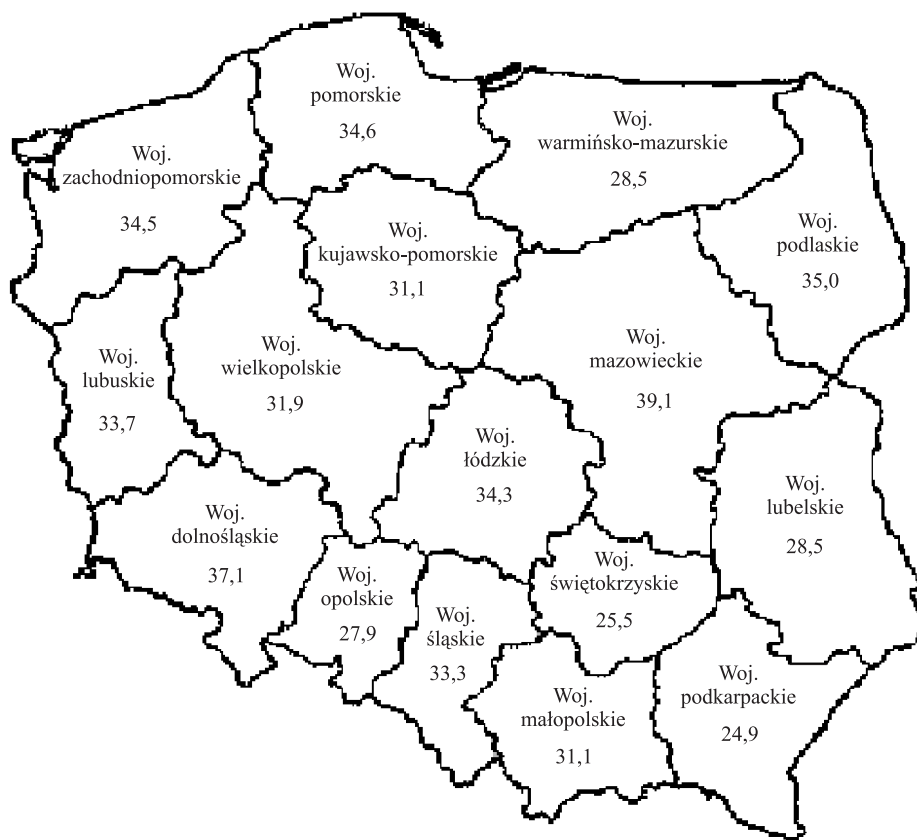 Woj.
pomorskie
34,6
Woj.
warmińsko-mazurskie
28,5
Woj.
zachodniopomorskie
34,5
Woj.
podlaskie
35,0
Woj.
kujawsko-pomorskie
31,1
Woj.
mazowieckie
39,1
Woj.
wielkopolskie
31,9
Woj.
lubuskie
33,7
Woj.
łódzkie
34,3
Woj.
lubelskie
28,5
Woj.
dolnośląskie
37,1
Woj.
świętokrzyskie
25,5
Woj.
opolskie
27,9
Woj.
śląskie
33,3
Woj.
małopolskie
31,1
Woj.
podkarpackie
24,9